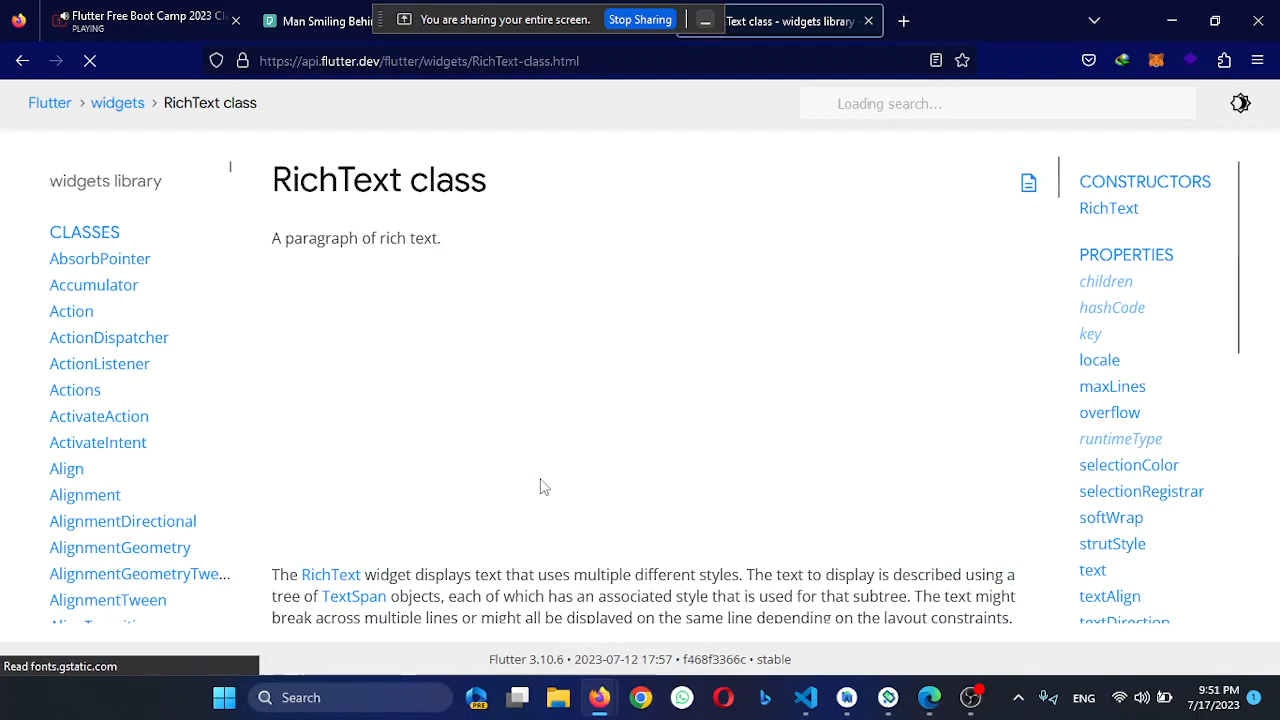 Flutter Free Boot Camp 2023 Cl
PLAYING
Man Smiling Behin
You are sharing your entire screen.
Stop Sharing
Text class - widgets library -
https://api.flutter.dev/flutter/widgets/RichText-class.html
Flutter > widgets > RichText class
Loading search...
widgets library
CLASSES
AbsorbPointer
Accumulator
Action
ActionDispatcher
ActionListener
Actions
ActivateAction
ActivateIntent
Align
Alignment
AlignmentDirectional
AlignmentGeometry
AlignmentGeometryTwe...
AlignmentTween
RichText class
A paragraph of rich text.
The RichText widget displays text that uses multiple different styles. The text to display is described using a
tree of TextSpan objects, each of which has an associated style that is used for that subtree. The text might
break across multiple lines or might all be displayed on the same line depending on the layout constraints.
CONSTRUCTORS
RichText
PROPERTIES
children
hashCode
key
locale
maxLines
overflow
runtimeType
selectionColor
selectionRegistrar
softWrap
strutStyle
text
textAlign
textDirection
Read fonts.gstatic.com
Flutter 3.10.6 • 2023-07-12 17:57 • f468f3366c • stable
Search
PRE
ENG
9:51 PM
7/17/2023
1